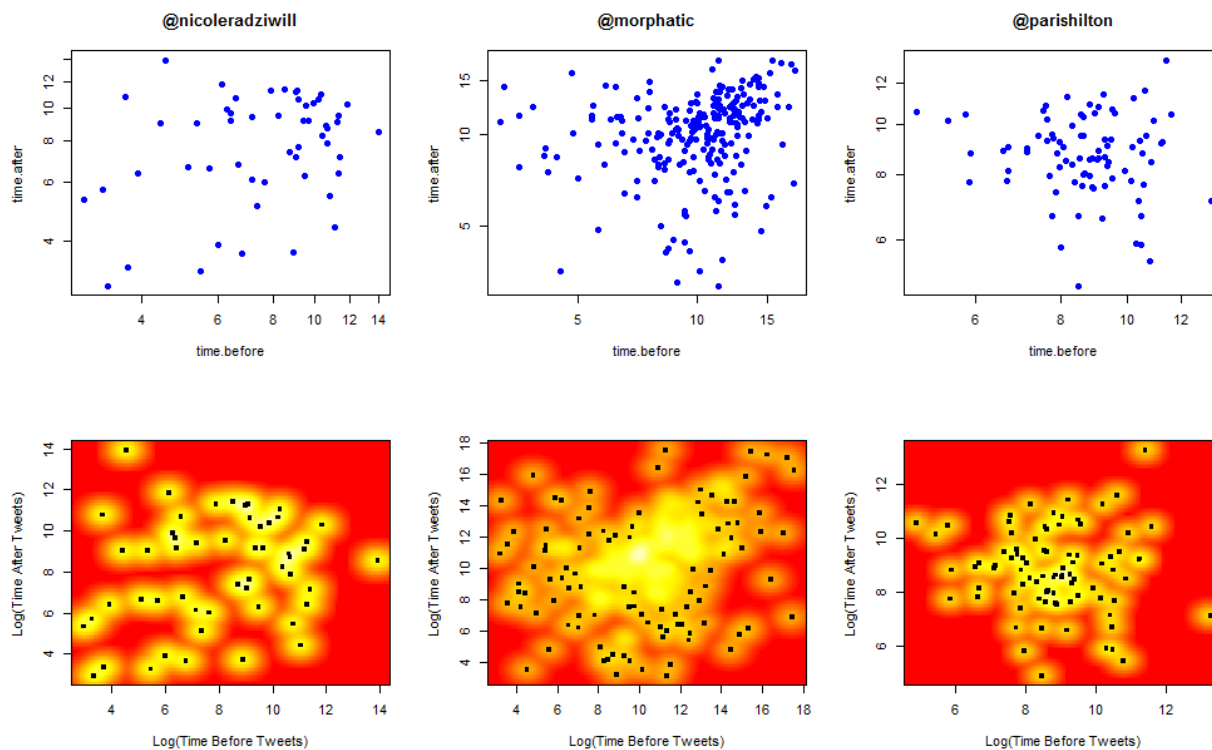 @nicoleradziwill
@morphatic
@parishilton
time.after
4 6 8 10 12
4 6 8 10 12 14
time.before
time.after
5 10 15
5 10 15
time.before
time.after
6 8 10 12
6 8 10 12
time.before
Log(Time After Tweets)
4 6 8 10 12 14
4 6 8 10 12 14
Log(Time Before Tweets)
Log(Time After Tweets)
4 6 8 10 12 14 16 18
4 6 8 10 12 14 16 18
Log(Time Before Tweets)
Log(Time After Tweets)
6 8 10 12
6 8 10 12
Log(Time Before Tweets)